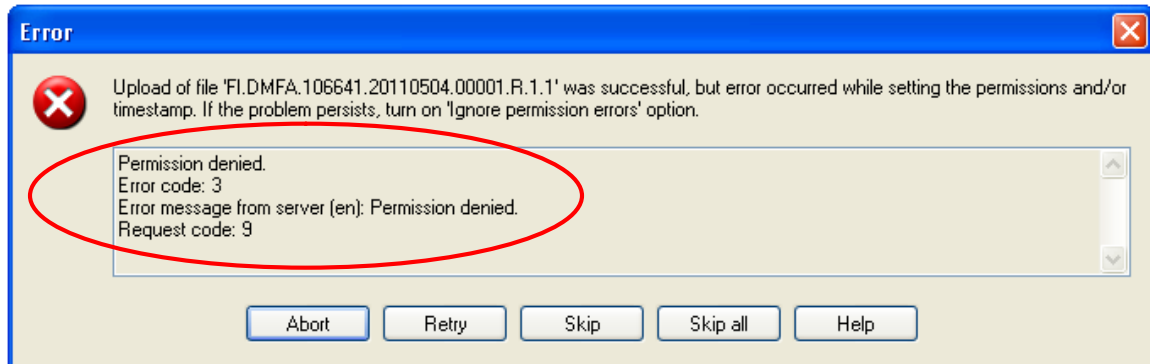 Error
Upload of file 'FI.DMFA.106641.20110504.00001.R.1.1' was successful, but error occurred while setting the permissions and/or
timestamp. If the problem persists, turn on 'Ignore permission errors' option.
Permission denied.
Error code: 3
Error message from server (en): Permission denied.
Request code: 9
Abort Retry Skip Skip all Help